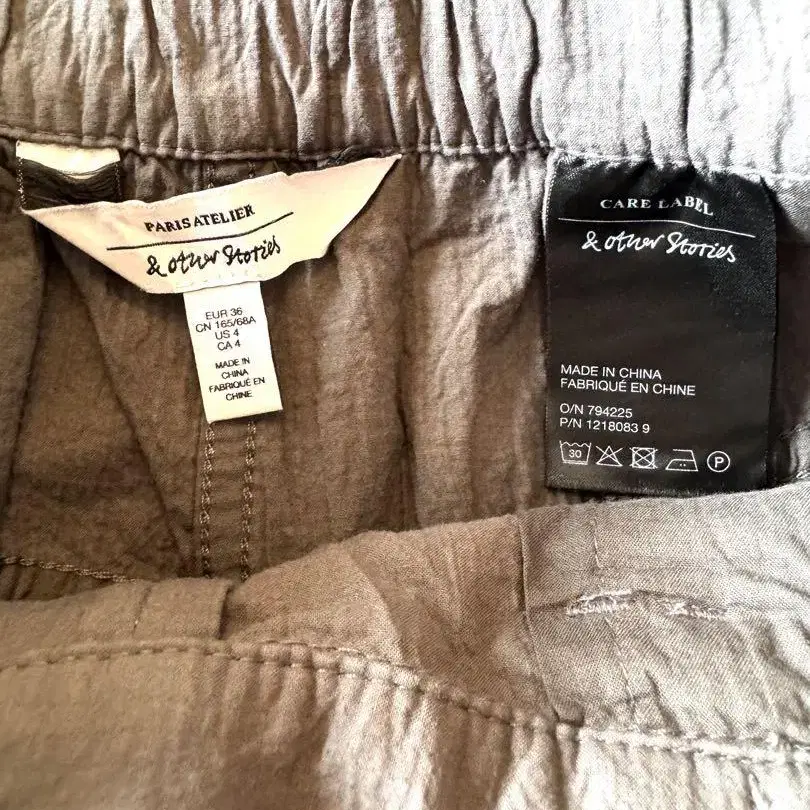 PARIS ATELIER
& other Stories
EUR 36
CN 165/68A
US 4
CA 4
MADE IN
CHINA
FABRIQUÉ EN
CHINE
CARE LABEL
& other Stories
MADE IN CHINA
FABRIQUÉ EN CHINE
O/N 794225
P/N 1218083 9
30
P